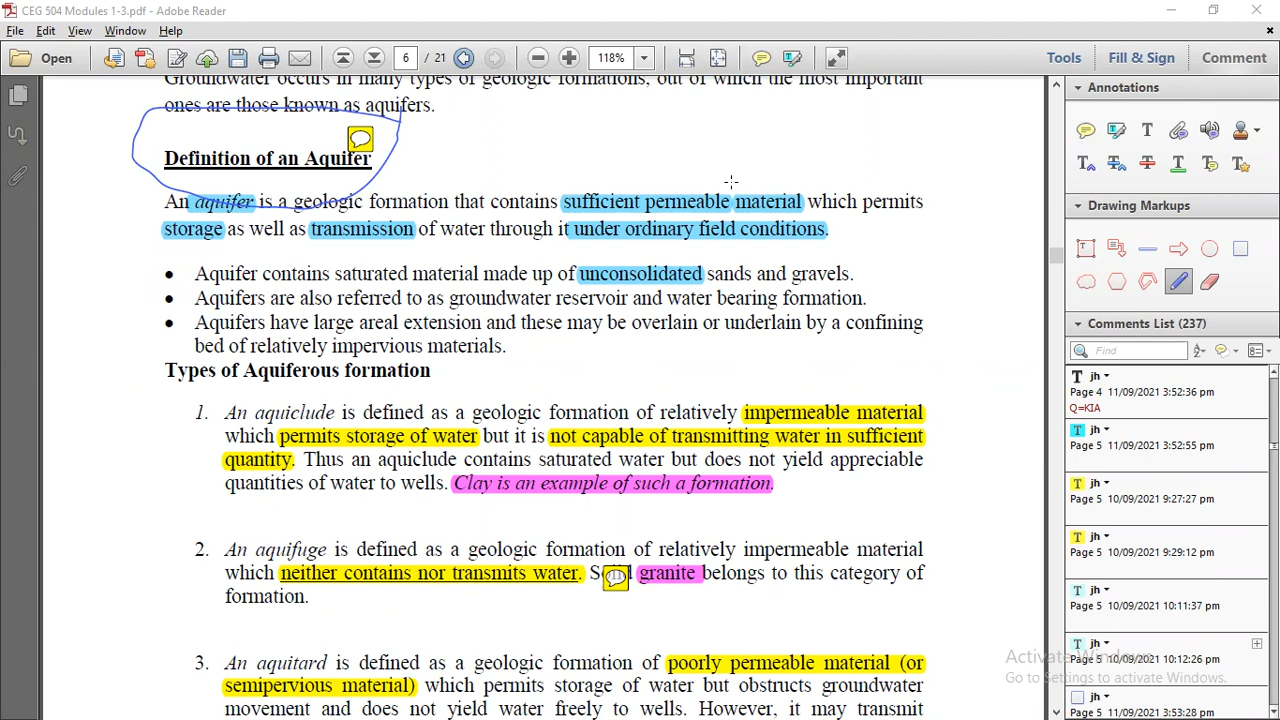 CEG 504 Modules 1-3.pdf - Adobe Reader
File Edit View Window Help
Open 6 / 21 118% Tools Fill & Sign Comment
Groundwater occurs in many types of geologic formations, out of which the most important
ones are those known as aquifers.
Definition of an Aquifer
An aquifer is a geologic formation that contains sufficient permeable material which permits
storage as well as transmission of water through it under ordinary field conditions.
• Aquifer contains saturated material made up of unconsolidated sands and gravels.
• Aquifers are also referred to as groundwater reservoir and water bearing formation.
• Aquifers have large areal extension and these may be overlain or underlain by a confining
bed of relatively impervious materials.
Types of Aquiferous formation
1. An aquiclude is defined as a geologic formation of relatively impermeable material
which permits storage of water but it is not capable of transmitting water in sufficient
quantity. Thus an aquiclude contains saturated water but does not yield appreciable
quantities of water to wells. Clay is an example of such a formation.
2. An aquifuge is defined as a geologic formation of relatively impermeable material
which neither contains nor transmits water. granite belongs to this category of
formation.
3. An aquitard is defined as a geologic formation of poorly permeable material (or
semipervious material) which permits storage of water but obstructs groundwater
movement and does not yield water freely to wells. However, it may transmit
Annotations
Drawing Markups
Comments List (237)
Find
T jh
Page 4 11/09/2021 3:52:36 pm
Q=KIA
T jh
Page 5 11/09/2021 3:52:55 pm
T jh
Page 5 10/09/2021 9:27:27 pm
T jh
Page 5 10/09/2021 9:29:12 pm
T jh
Page 5 10/09/2021 10:11:37 pm
T jh
Page 5 10/09/2021 10:12:26 pm
jh
Page 5 11/09/2021 3:53:28 pm
Activate Windows
Go to Settings to activate Windows.